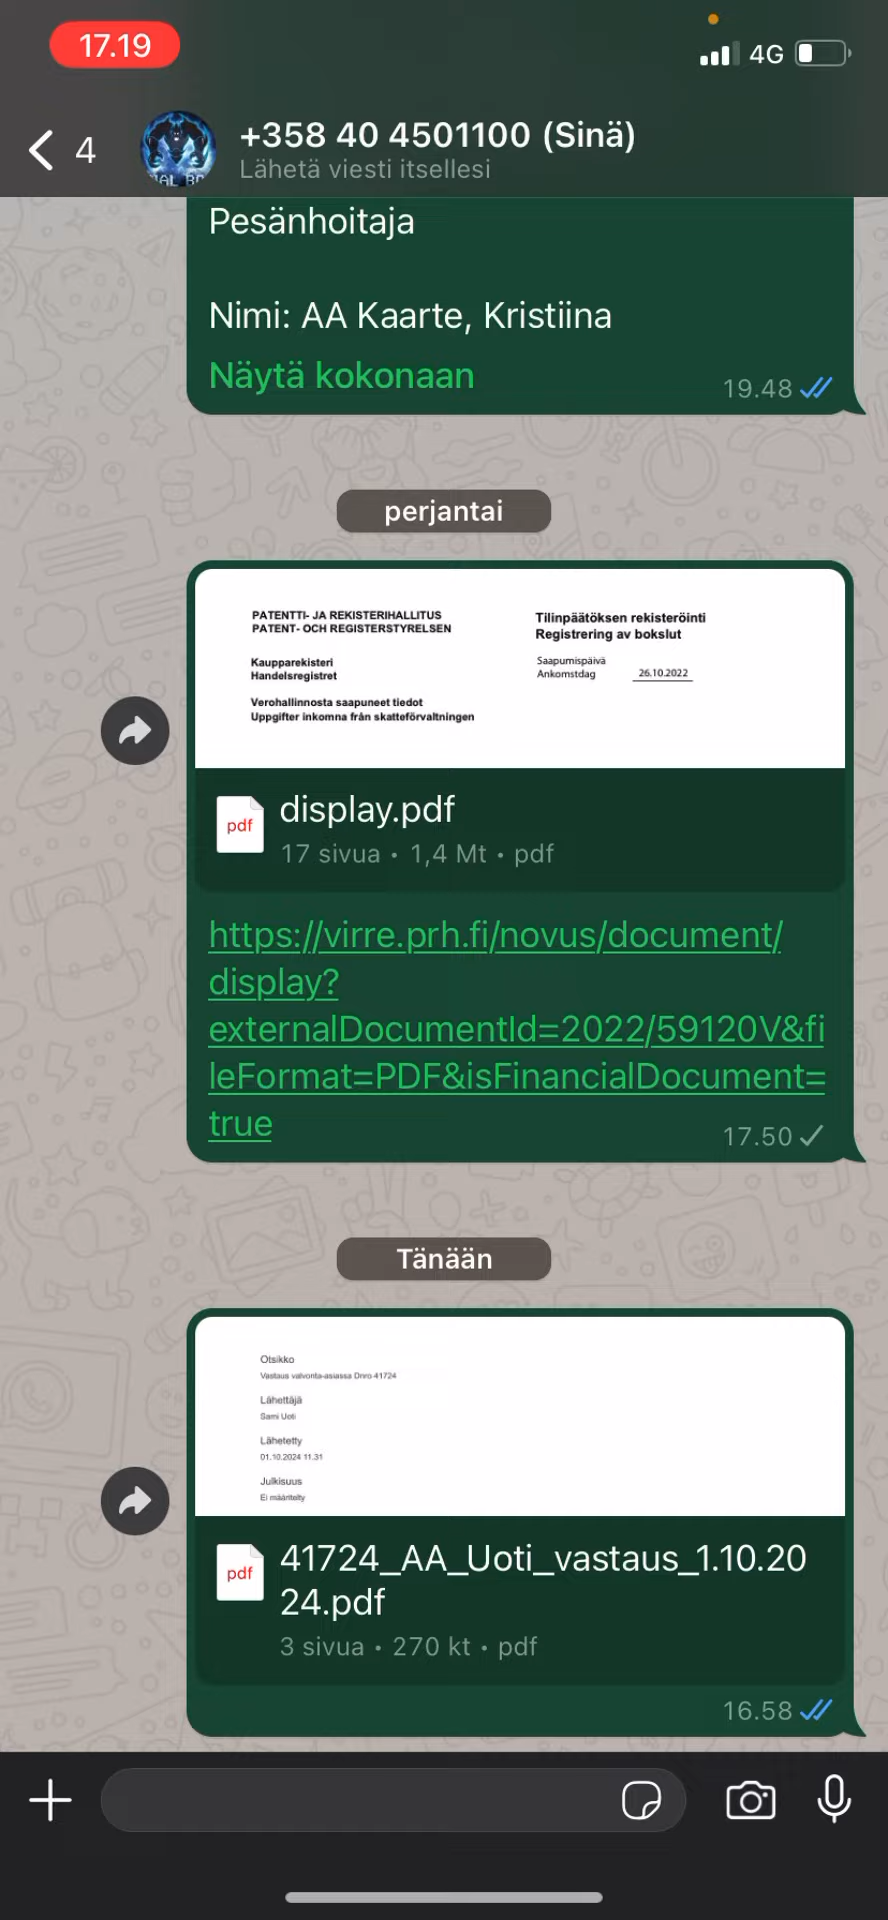 17.19
4G
4
+358 40 4501100 (Sinä)
Lähetä viesti itsellesi
Pesänhoitaja
Nimi: AA Kaarte, Kristiina
Näytä kokonaan
19.48
perjantai
PATENTTI- JA REKISTERIHALLITUS
PATENT- OCH REGISTERSTYRELSEN
Tilinpäätöksen rekisteröinti
Registrering av bokslut
Kaupparekisteri
Handelsregistret
Saapumispäivä
Ankomstdag 26.10.2022
Verohallinnosta saapuneet tiedot
Uppgifter inkomna från skatteförvaltningen
pdf
display.pdf
17 sivua • 1,4 Mt • pdf
https://virre.prh.fi/novus/document/
display?
externalDocumentId=2022/59120V&fi
leFormat=PDF&isFinancialDocument=
true
17.50
Tänään
Otsikko
Vastaus valvonta-asiassa Dnro 41724
Lähettäjä
Sami Uoti
Lähetetty
01.10.2024 11.31
Julkisuus
Ei määritelty
pdf
41724_AA_Uoti_vastaus_1.10.20
24.pdf
3 sivua • 270 kt • pdf
16.58